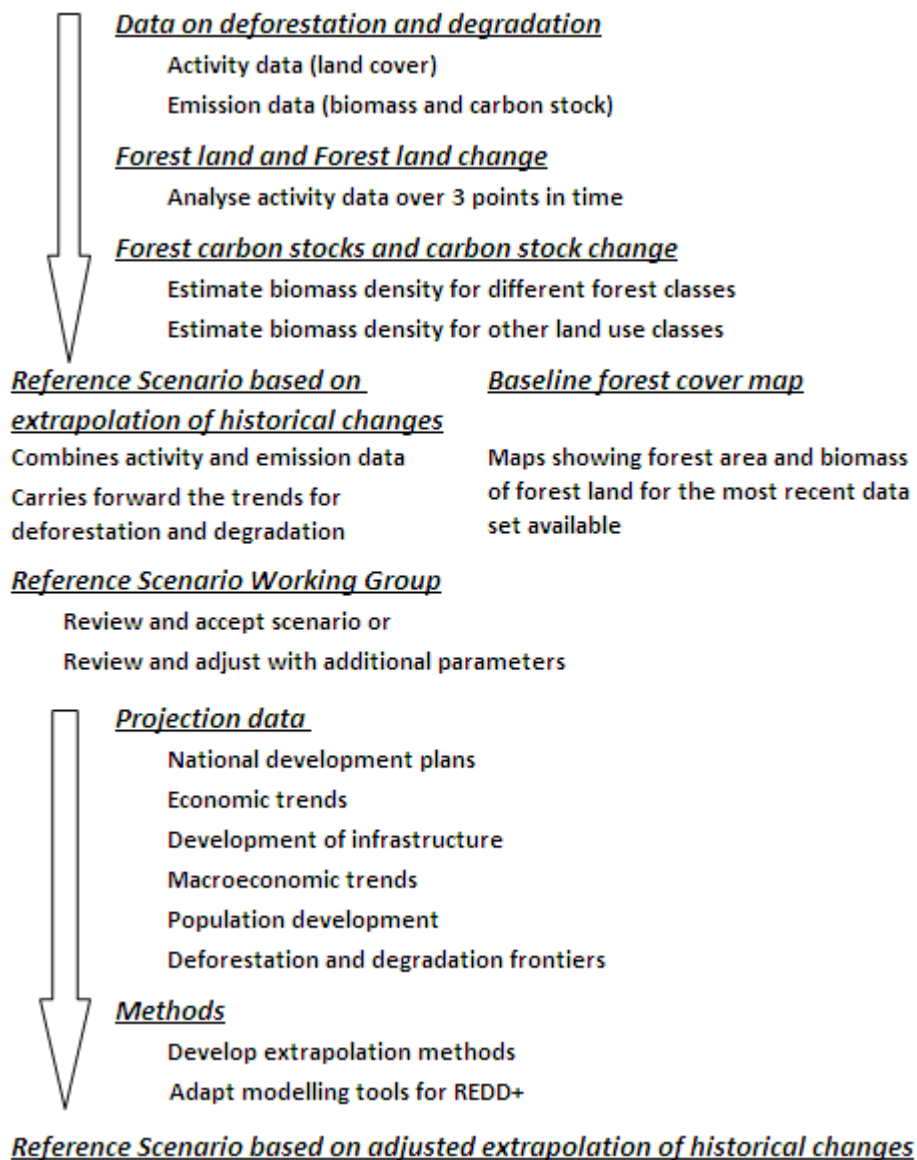 Data on deforestation and degradation
Activity data (land cover)
Emission data (biomass and carbon stock)
Forest land and Forest land change
Analyse activity data over 3 points in time
Forest carbon stocks and carbon stock change
Estimate biomass density for different forest classes
Estimate biomass density for other land use classes
Reference Scenario based on
extrapolation of historical changes
Combines activity and emission data
Carries forward the trends for
deforestation and degradation
Baseline forest cover map
Maps showing forest area and biomass
of forest land for the most recent data
set available
Reference Scenario Working Group
Review and accept scenario or
Review and adjust with additional parameters
Projection data
National development plans
Economic trends
Development of infrastructure
Macroeconomic trends
Population development
Deforestation and degradation frontiers
Methods
Develop extrapolation methods
Adapt modelling tools for REDD+
Reference Scenario based on adjusted extrapolation of historical changes